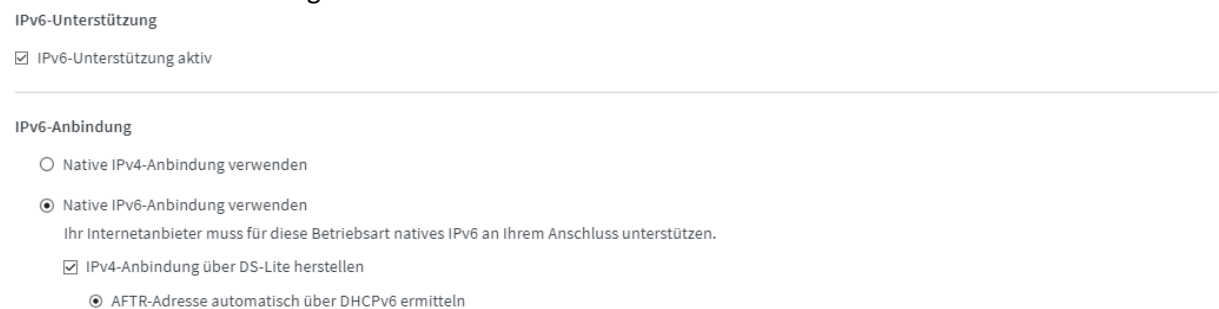 IPv6-Unterstützung
IPv6-Unterstützung aktiv
IPv6-Anbindung
Native IPv4-Anbindung verwenden
Native IPv6-Anbindung verwenden
Ihr Internetanbieter muss für diese Betriebsart natives IPv6 an Ihrem Anschluss unterstützen.
IPv4-Anbindung über DS-Lite herstellen
AFTR-Adresse automatisch über DHCPv6 ermitteln